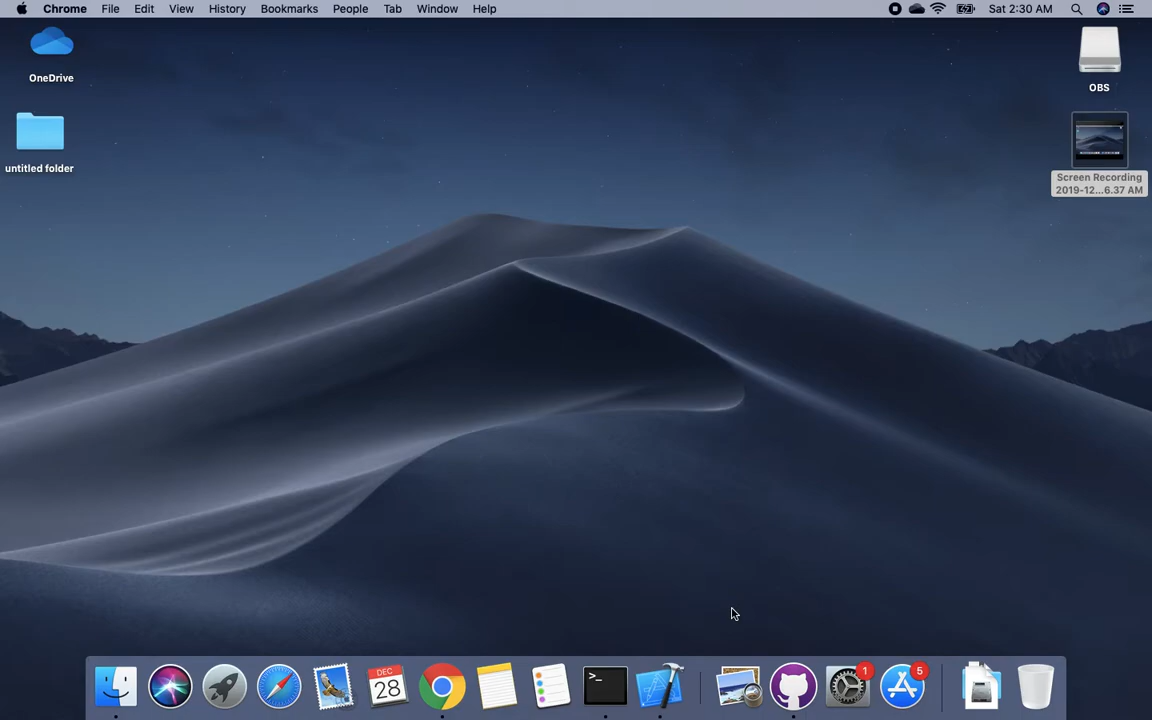 Chrome File Edit View History Bookmarks People Tab Window Help Sat 2:30 AM
OneDrive
OBS
untitled folder
Screen Recording
2019-12...6.37 AM
DEC
28
>_
1
5